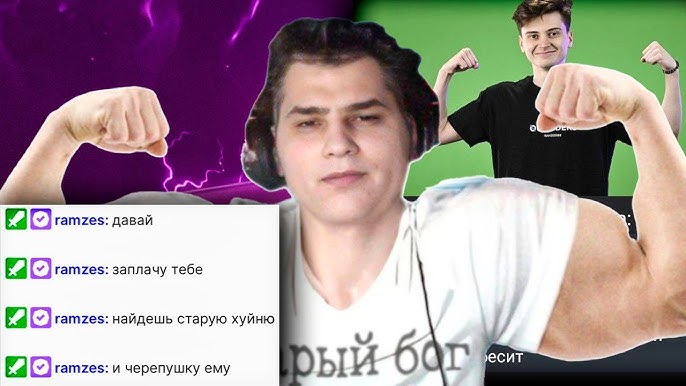 ramzes: давай
ramzes: заплачу тебе
ramzes: найдешь старую хуйню
ramzes: и черепушку ему
арый бог
есит